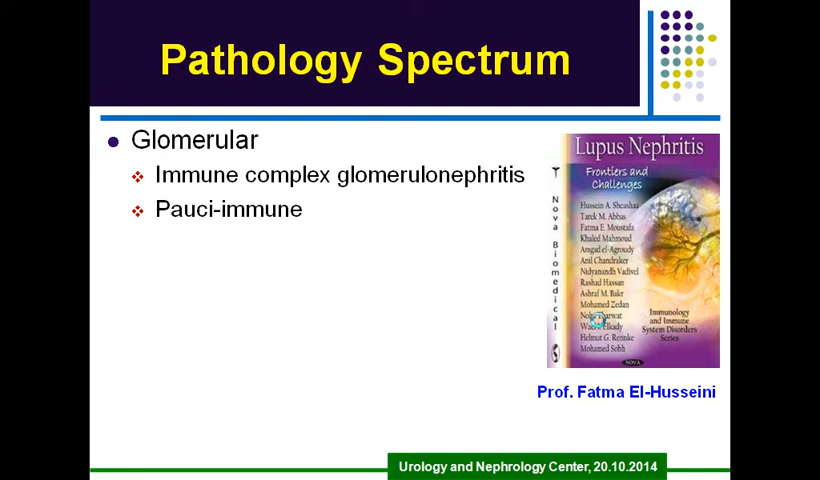 Pathology Spectrum
Glomerular
Immune complex glomerulonephritis
Pauci-immune
Lupus Nephritis
Frontiers and
Challenges
Nova Biomedical
Hussein A. Sheashaa
Tarek M. Abbas
Fatma E. Moustafa
Khaled Mahmoud
Amgad el-Agroudy
Anil Chandraker
Nidyanandh Vadivel
Rashad Hassan
Ashraf M. Bakr
Mohamed Zedan
Elkady
Helmut G. Rennke
Mohamed Sobh
Immunology
and Immune
System Disorders
Series
NOVA
Prof. Fatma El-Husseini
Urology and Nephrology Center, 20.10.2014